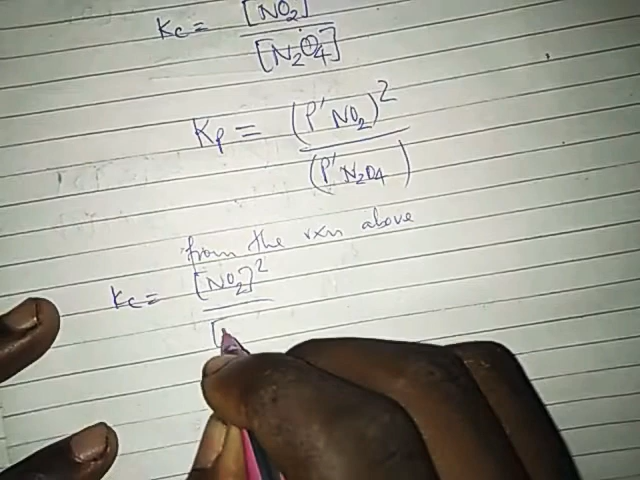 Kc = [NO2] / [N2O4]
Kp = (P'NO2)^2 / (P'N2O4)
from the rxn above
Kc = [NO2]^2 / [